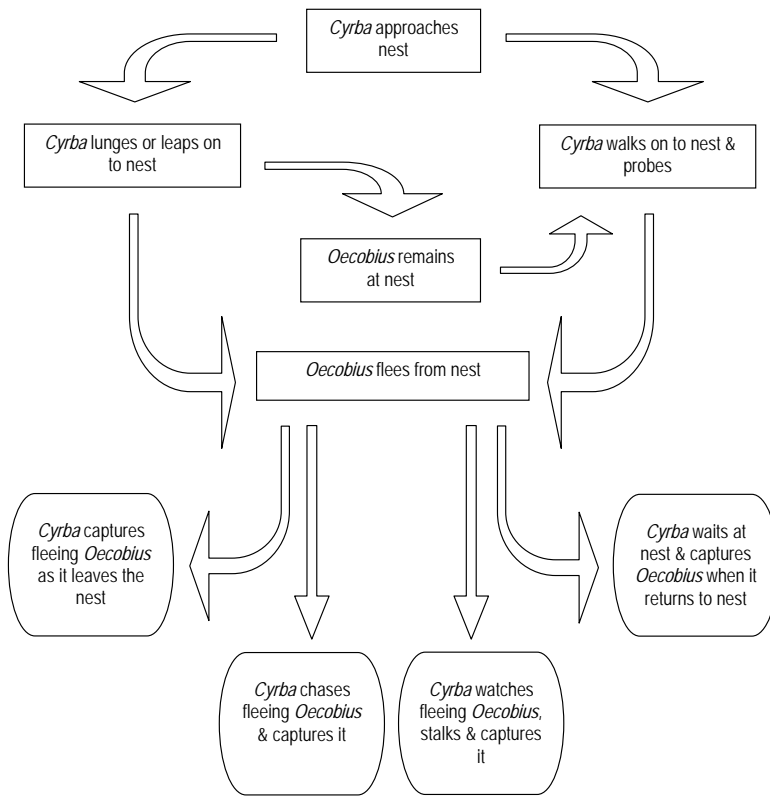 Cyrba approaches
nest
Cyrba lunges or leaps on
to nest
Cyrba walks on to nest &
probes
Oecobius remains
at nest
Oecobius flees from nest
Cyrba captures
fleeing Oecobius
as it leaves the
nest
Cyrba waits at
nest & captures
Oecobius when it
returns to nest
Cyrba chases
fleeing Oecobius
& captures it
Cyrba watches
fleeing Oecobius,
stalks & captures
it